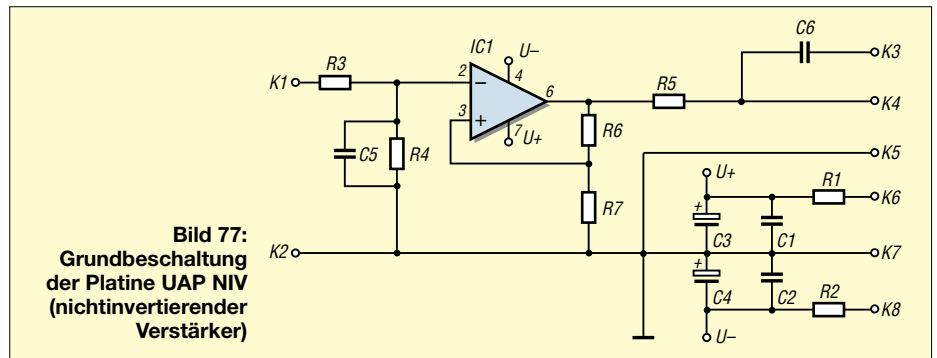 C6
K3
IC1
U–
K1
R3
2
–
4
6
R5
K4
3
+
7
U+
R6
K5
C5
R4
U+
R1
K6
R7
+
C3
C1
K2
K7
+
C4
C2
R2
K8
U–
Bild 77:
Grundbeschaltung
der Platine UAP NIV
(nichtinvertierender
Verstärker)